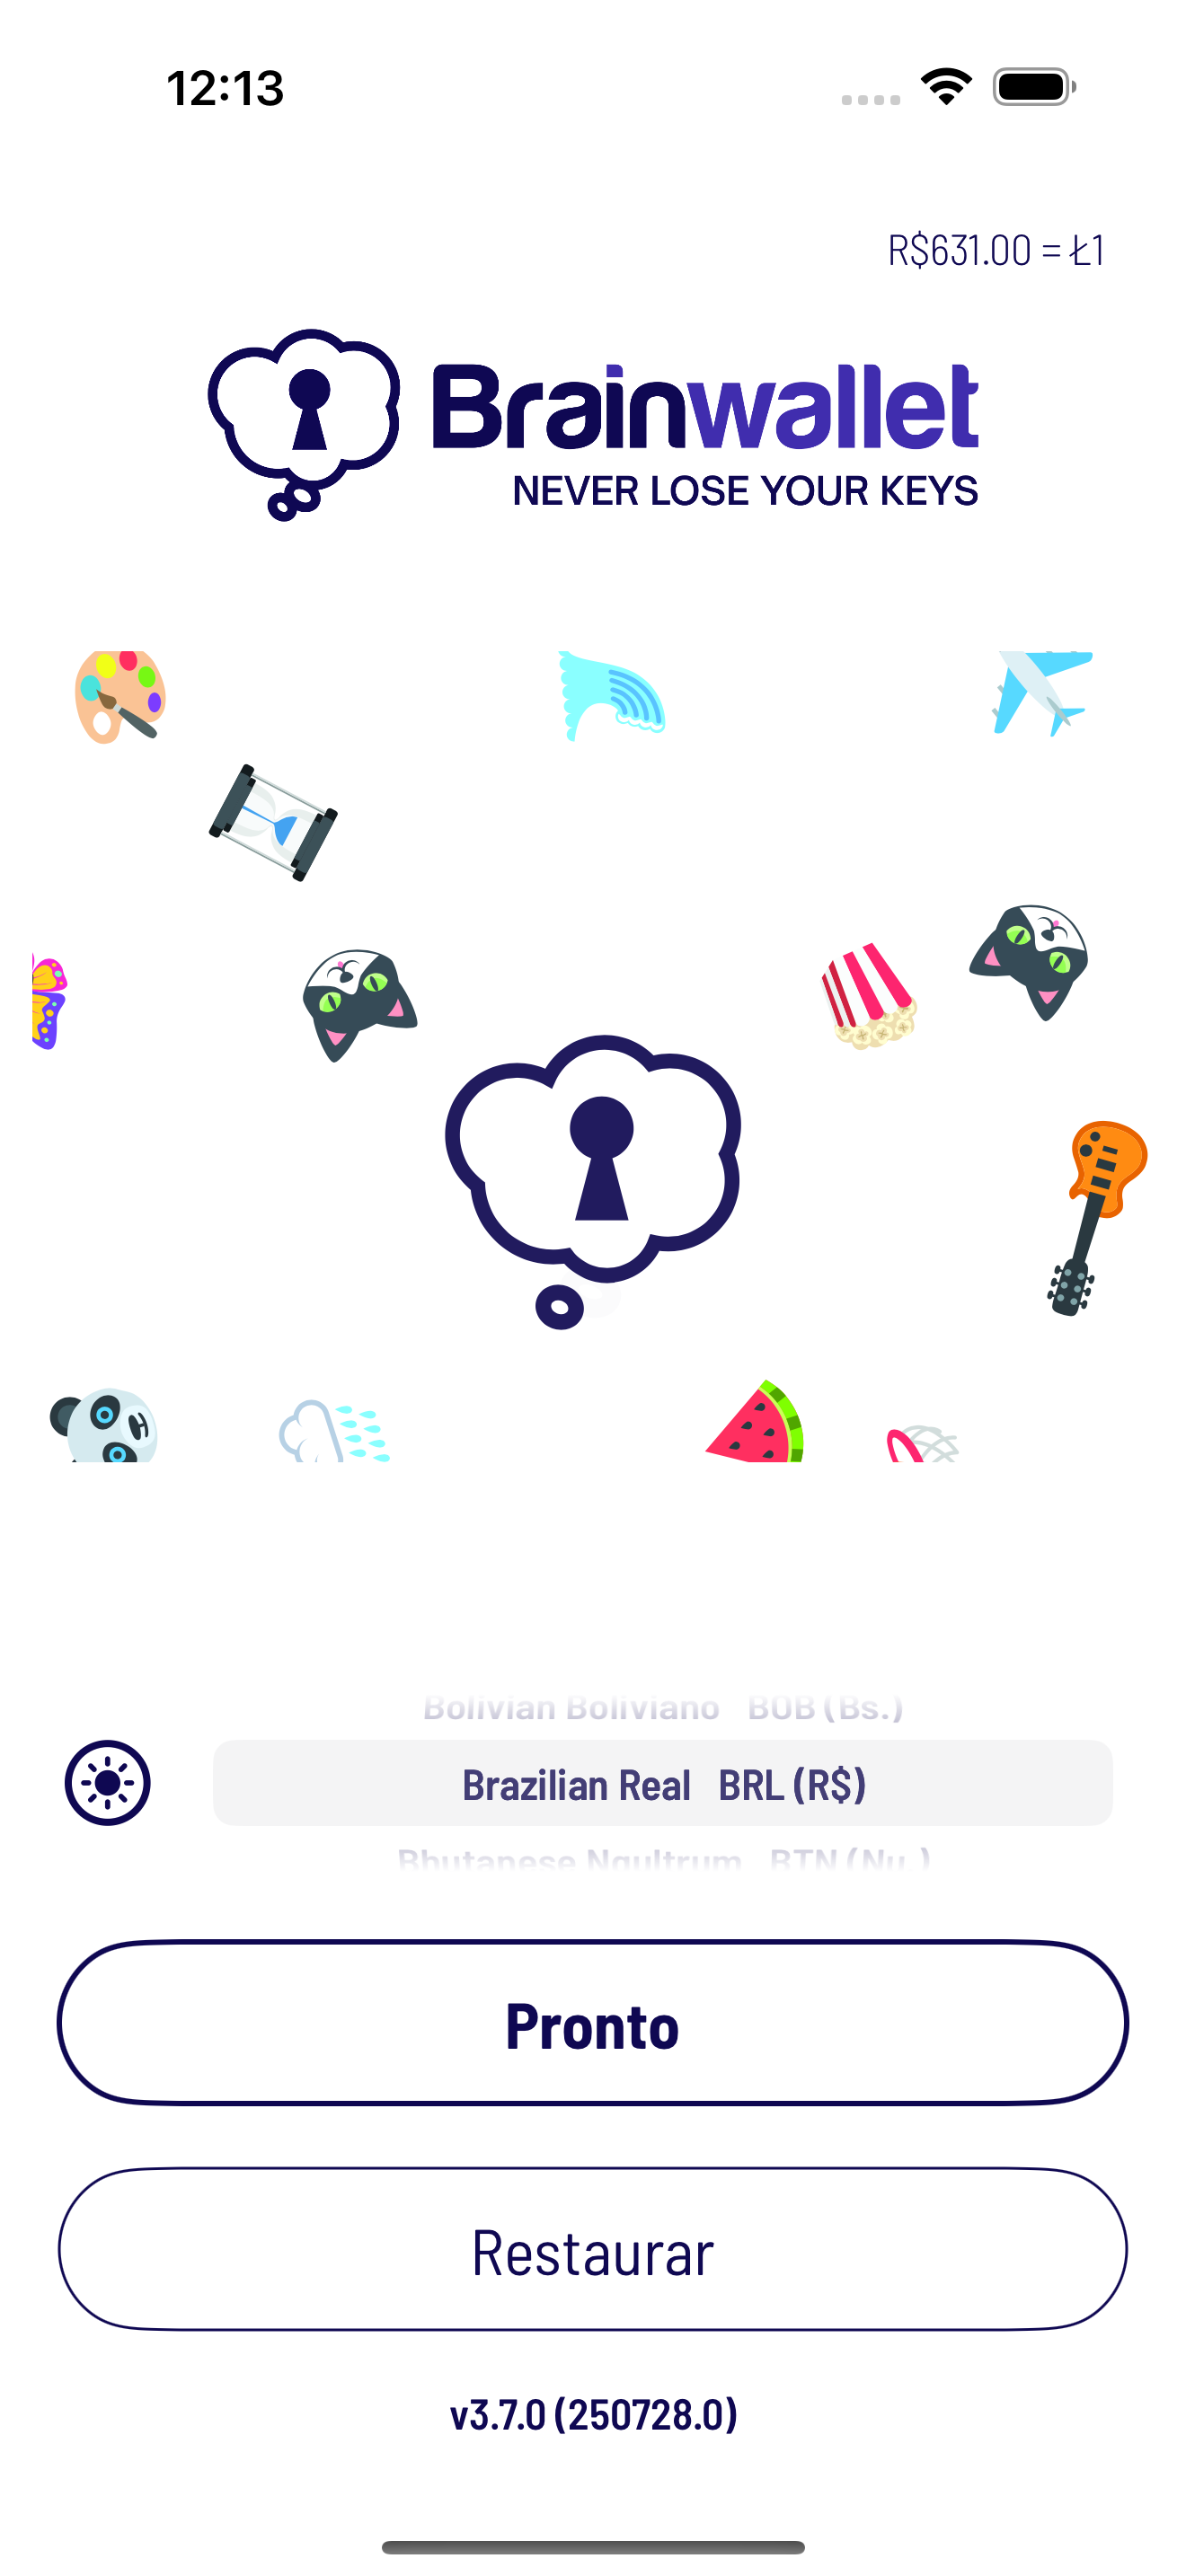 12:13
R$631.00 = Ł1
Brainwallet
NEVER LOSE YOUR KEYS
Bolivian Boliviano BOB (Bs.)
Brazilian Real BRL (R$)
Bhutanese Ngultrum BTN (Nu.)
Pronto
Restaurar
v3.7.0 (250728.0)